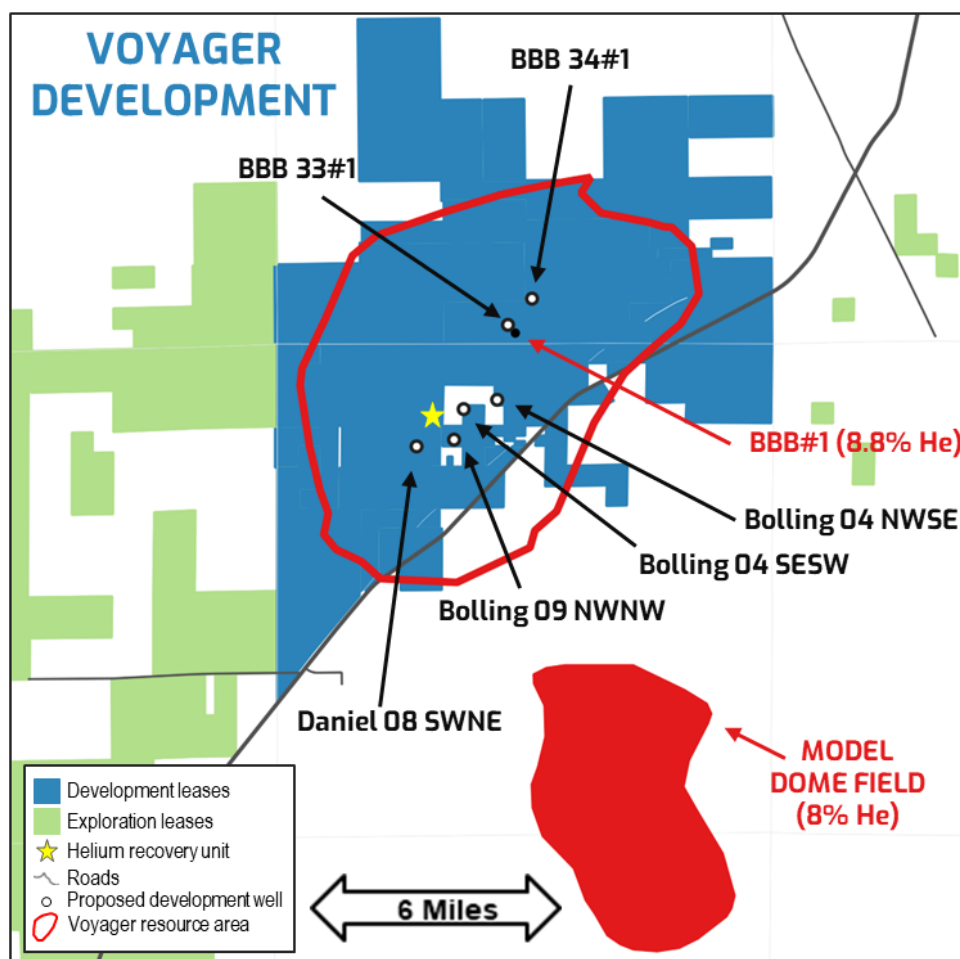 VOYAGER
DEVELOPMENT
BBB 34#1
BBB 33#1
BBB#1 (8.8% He)
Bolling 04 NWSE
Bolling 04 SESW
Bolling 09 NWNW
Daniel 08 SWNE
MODEL
DOME FIELD
(8% He)
Development leases
Exploration leases
Helium recovery unit
Roads
Proposed development well
Voyager resource area
6 Miles